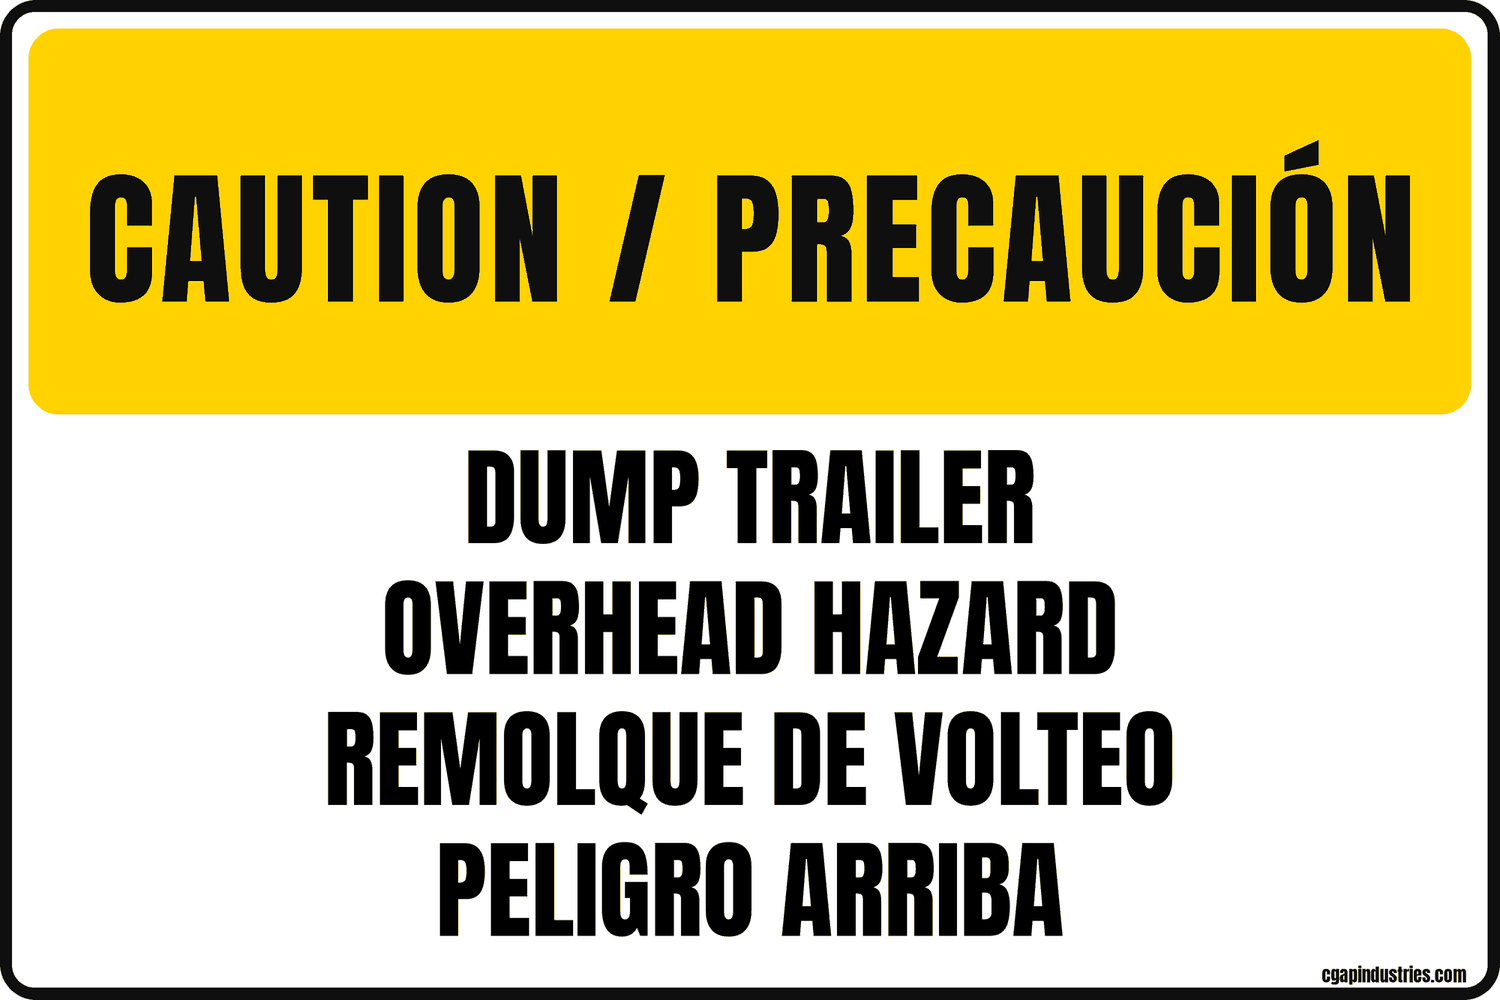 CAUTION / PRECAUCIÓN
DUMP TRAILER
OVERHEAD HAZARD
REMOLQUE DE VOLTEO
PELIGRO ARRIBA
cgapindustries.com